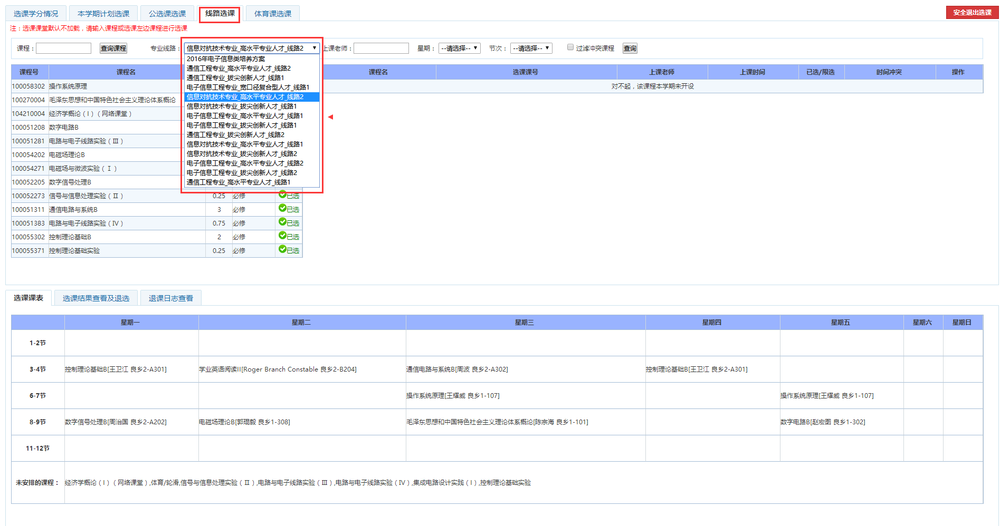 选课学分情况 本学期计划选课 公选课选课 线路选课 体育课选课 安全退出选课
注：选课课堂默认不加载，请输入课程或选课左边课程进行选课
课程： 查询课程 专业线路： 信息对抗技术专业_高水平专业人才_线路2 上课老师： 星期： --请选择-- 节次： --请选择-- 过滤冲突课程 查询
2016年电子信息类培养方案
通信工程专业_高水平专业人才_线路2
通信工程专业_拔尖创新人才_线路1
电子信息工程专业_宽口径复合型人才_线路1
信息对抗技术专业_高水平专业人才_线路2
信息对抗技术专业_拔尖创新人才_线路1
电子信息工程专业_高水平专业人才_线路1
电子信息工程专业_拔尖创新人才_线路1
通信工程专业_拔尖创新人才_线路2
信息对抗技术专业_高水平专业人才_线路1
信息对抗技术专业_拔尖创新人才_线路2
电子信息工程专业_高水平专业人才_线路2
电子信息工程专业_拔尖创新人才_线路2
通信工程专业_高水平专业人才_线路1
课程号 课程名 课程名 选课课号 上课老师 上课时间 已选/限选 时间冲突 操作
100058302 操作系统原理 对不起，该课程本学期未开设
100270004 毛泽东思想和中国特色社会主义理论体系概论
104210004 经济学概论（I）（网络课堂）
100051208 数字电路B
100051281 电路与电子线路实验（Ⅲ）
100054202 电磁场理论B
100054271 电磁场与微波实验（Ⅰ）
100052205 数字信号处理B
100052273 信号与信息处理实验（Ⅱ） 0.25 必修 已选
100051311 通信电路与系统B 3 必修 已选
100051383 电路与电子线路实验（IV） 0.75 必修 已选
100055302 控制理论基础B 2 必修 已选
100055371 控制理论基础实验 0.25 必修 已选
选课课表 选课结果查看及退选 退课日志查看
星期一 星期二 星期三 星期四 星期五 星期六 星期日
1-2节
3-4节 控制理论基础B[王卫江 良乡2-A301] 学业英语阅读II[Roger Branch Constable 良乡2-B204] 通信电路与系统B[周波 良乡2-A302] 控制理论基础B[王卫江 良乡2-A301]
6-7节 操作系统原理[王耀威 良乡1-107] 操作系统原理[王耀威 良乡1-107]
8-9节 数字信号处理B[周治国 良乡2-A202] 电磁场理论B[郭琨毅 良乡1-308] 毛泽东思想和中国特色社会主义理论体系概论[陈宗海 良乡1-101] 数字电路B[赵宏图 良乡1-302]
11-12节
未安排的课程： 经济学概论（I）（网络课堂）,体育/轮滑,信号与信息处理实验（Ⅱ）,电路与电子线路实验（Ⅲ）,电路与电子线路实验（IV）,集成电路设计实践（I）,控制理论基础实验